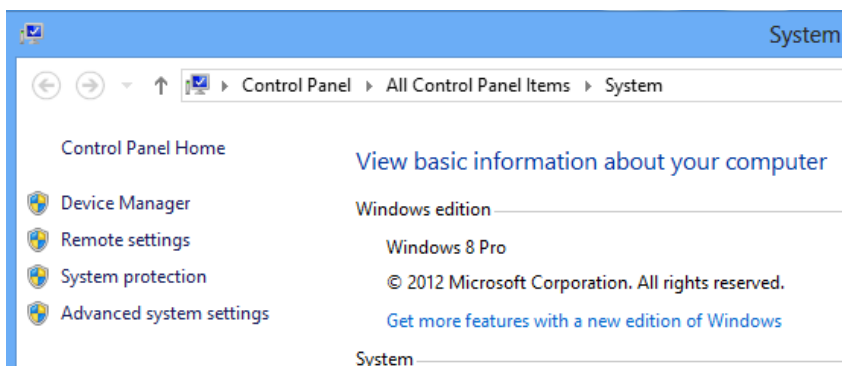 System
Control Panel All Control Panel Items System
Control Panel Home
View basic information about your computer
Device Manager
Windows edition
Remote settings
Windows 8 Pro
System protection
© 2012 Microsoft Corporation. All rights reserved.
Advanced system settings
Get more features with a new edition of Windows
System